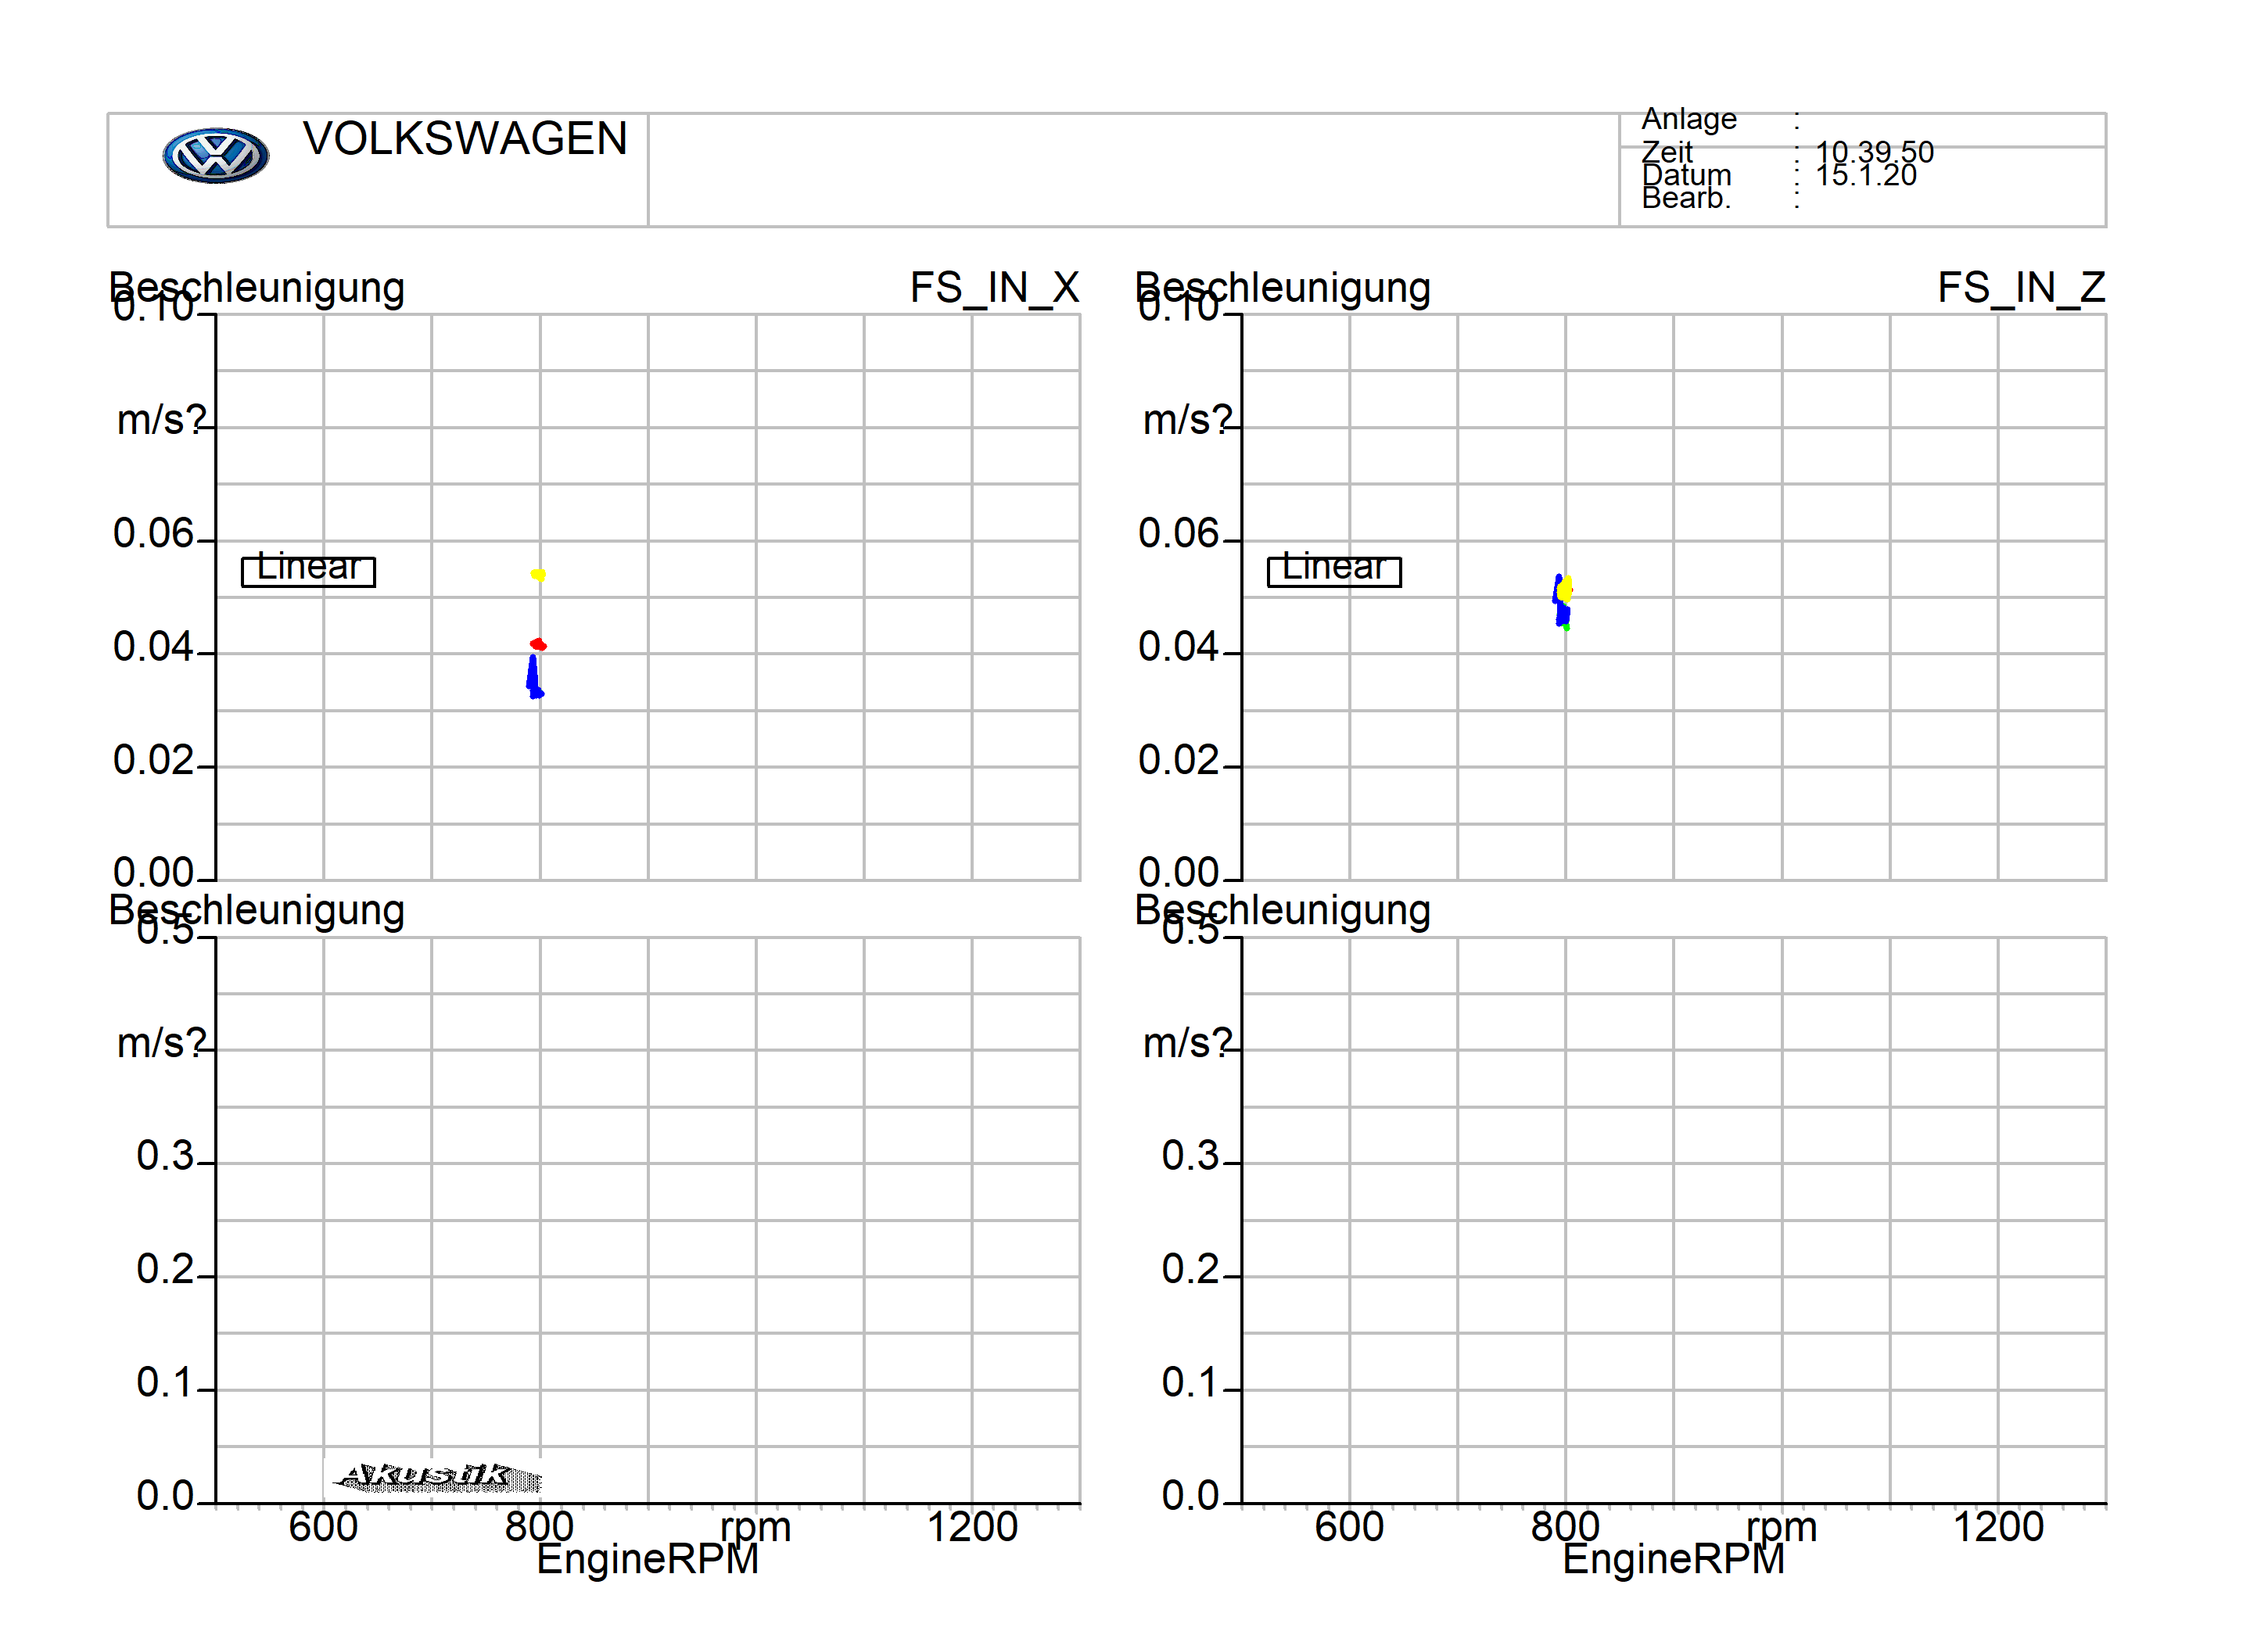 VOLKSWAGEN
Anlage :
Zeit : 10.39.50
Datum : 15.1.20
Bearb. :
Beschleunigung FS_IN_X
0.10
m/s?
0.06
Linear
0.04
0.02
0.00
Beschleunigung FS_IN_Z
0.10
m/s?
0.06
Linear
0.04
0.02
0.00
Beschleunigung
0.5
m/s?
0.3
0.2
0.1
0.0
Akustik
600 800 rpm 1200
EngineRPM
Beschleunigung
0.5
m/s?
0.3
0.2
0.1
0.0
600 800 rpm 1200
EngineRPM